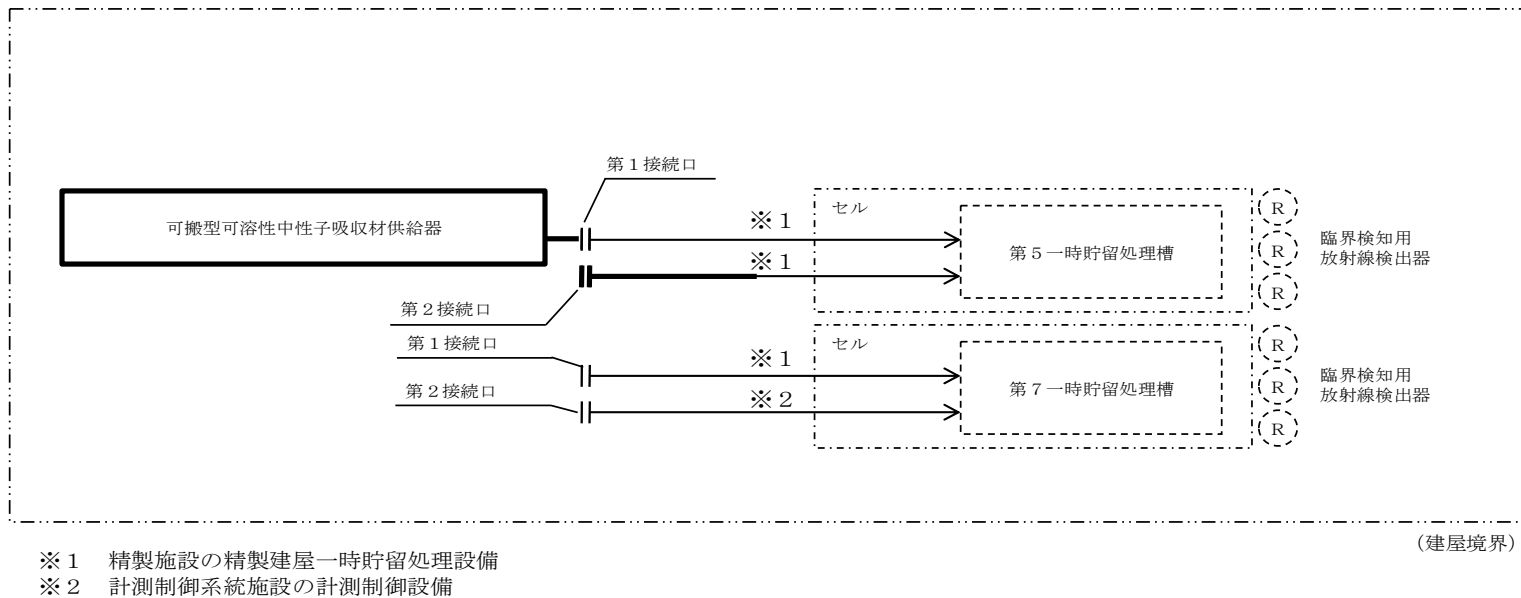 第１接続口
可搬型可溶性中性子吸収材供給器
※１
セル
第５一時貯留処理槽
※１
第２接続口
R
R
R
臨界検知用
放射線検出器
第１接続口
※１
セル
第７一時貯留処理槽
第２接続口
※２
R
R
R
臨界検知用
放射線検出器
（建屋境界）
※１　精製施設の精製建屋一時貯留処理設備
※２　計測制御系統施設の計測制御設備